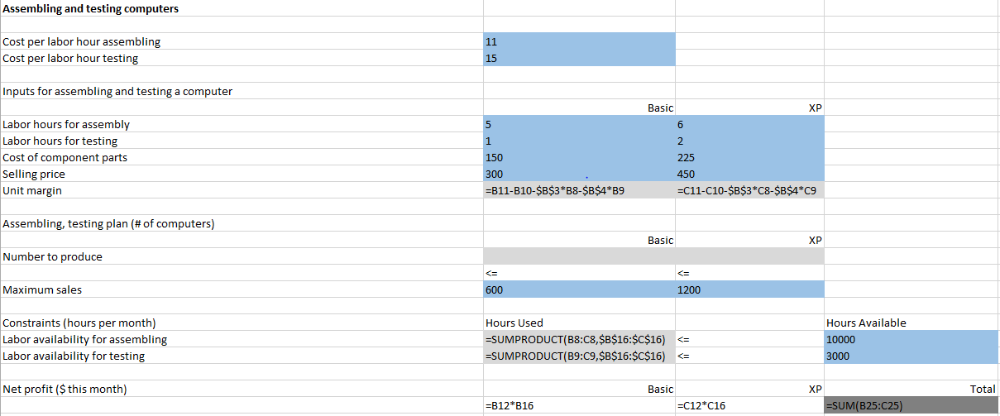 Assembling and testing computers
Cost per labor hour assembling 11
Cost per labor hour testing 15
Inputs for assembling and testing a computer
Basic XP
Labor hours for assembly 5 6
Labor hours for testing 1 2
Cost of component parts 150 225
Selling price 300 450
Unit margin =B11-B10-$B$3*B8-$B$4*B9 =C11-C10-$B$3*C8-$B$4*C9
Assembling, testing plan (# of computers)
Basic XP
Number to produce
<= <=
Maximum sales 600 1200
Constraints (hours per month) Hours Used Hours Available
Labor availability for assembling =SUMPRODUCT(B8:C8,$B$16:$C$16) <= 10000
Labor availability for testing =SUMPRODUCT(B9:C9,$B$16:$C$16) <= 3000
Net profit ($ this month) Basic XP Total
=B12*B16 =C12*C16 =SUM(B25:C25)